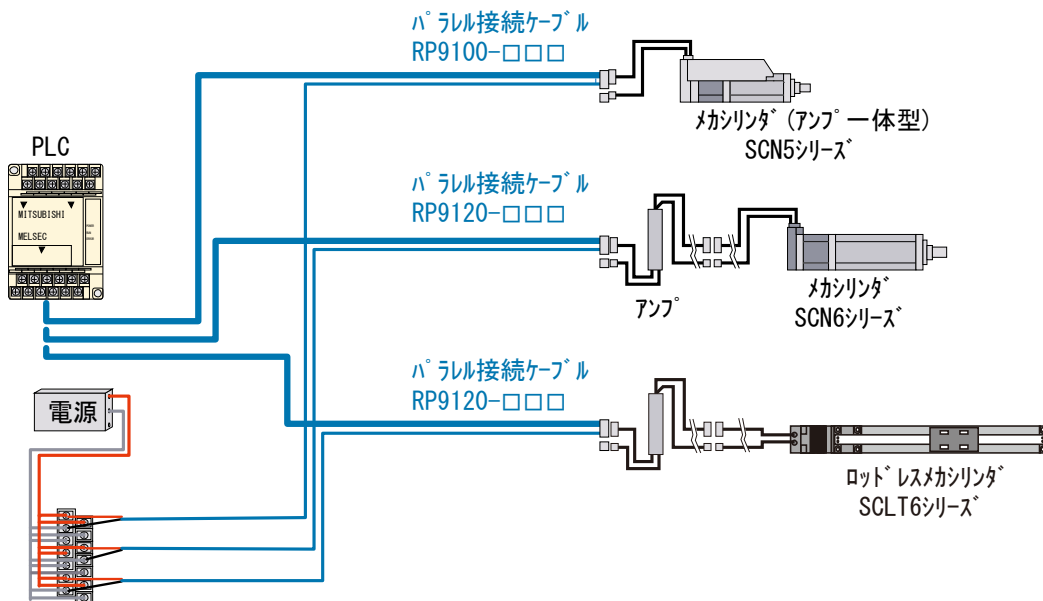 パラレル接続ケーブル
RP9100-□□□
メカシリンダ(アンプ一体型)
SCN5シリーズ
PLC
MITSUBISHI
MELSEC
パラレル接続ケーブル
RP9120-□□□
アンプ
メカシリンダ
SCN6シリーズ
パラレル接続ケーブル
RP9120-□□□
電源
ロッドレスメカシリンダ
SCLT6シリーズ